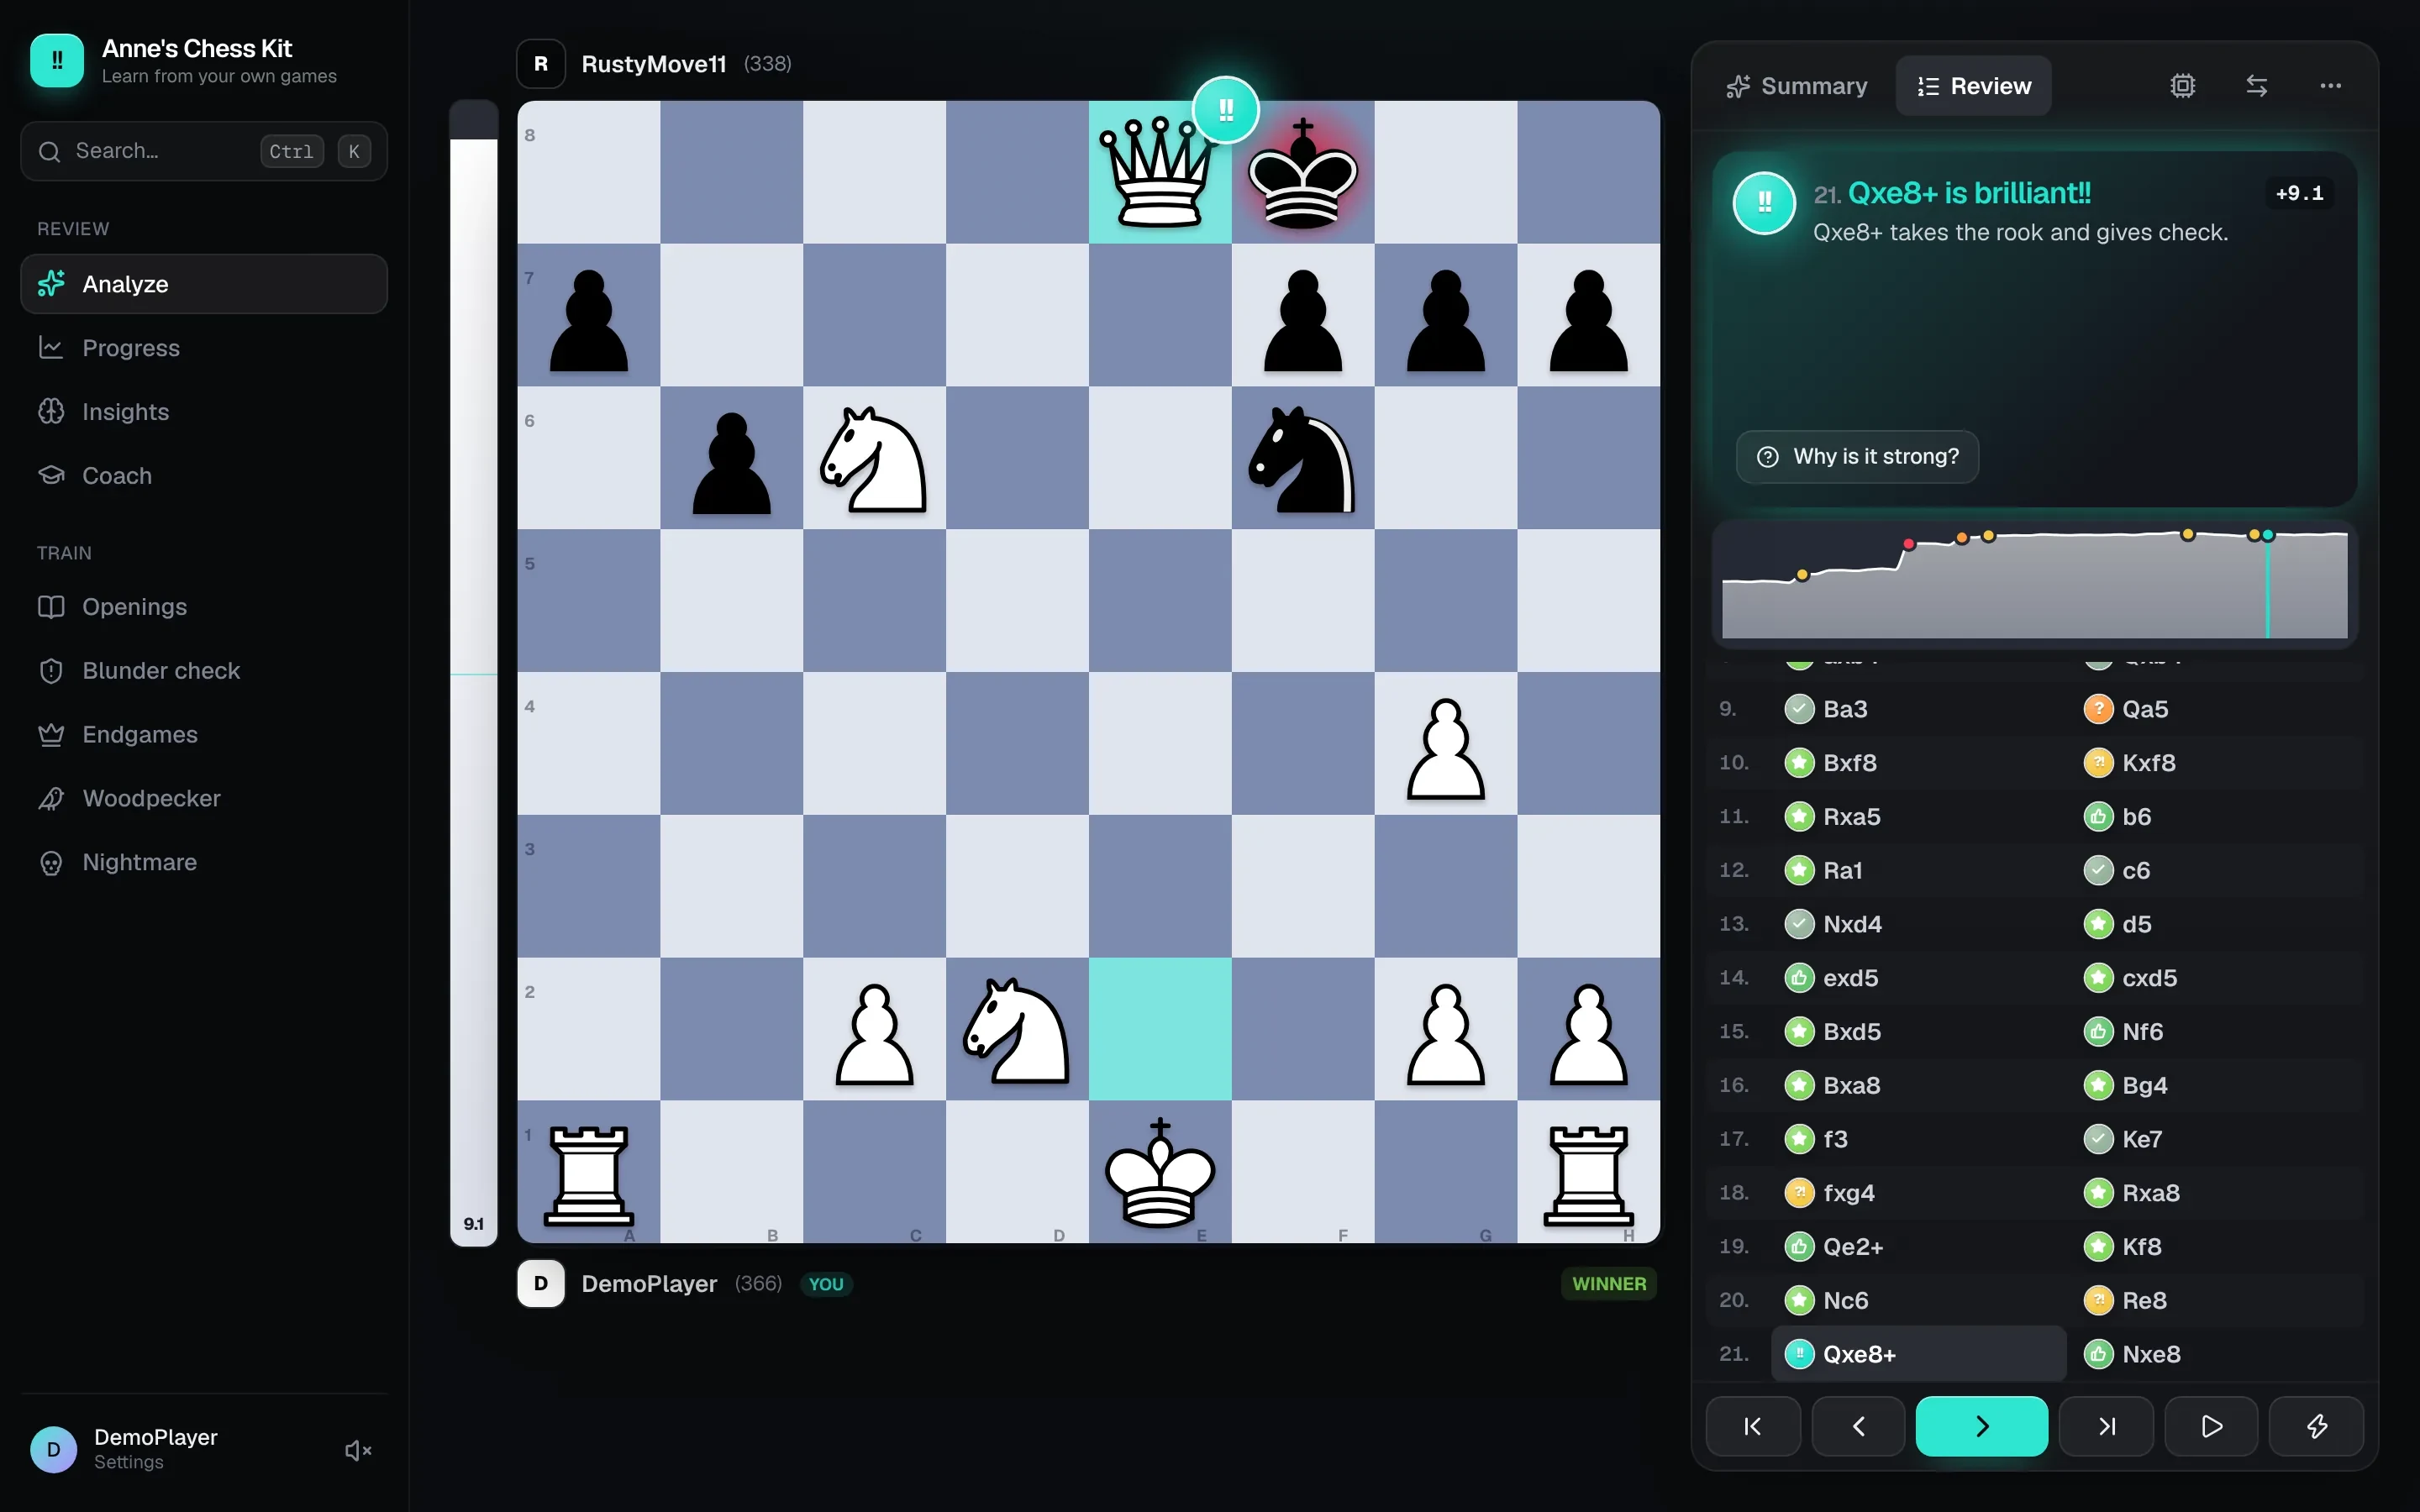 !!
Anne's Chess Kit
Learn from your own games
Search...
Ctrl K
REVIEW
Analyze
Progress
Insights
Coach
TRAIN
Openings
Blunder check
Endgames
Woodpecker
Nightmare
D
DemoPlayer
Settings
R RustyMove11 (338)
!!
8
7
6
5
4
3
2
1
A B C D E F G H
9.1
D DemoPlayer (366) YOU
WINNER
Summary
Review
!!
21. Qxe8+ is brilliant!!
+9.1
Qxe8+ takes the rook and gives check.
Why is it strong?
9. Ba3 ? Qa5
10. Bxf8 ?! Kxf8
11. Rxa5 b6
12. Ra1 c6
13. Nxd4 d5
14. exd5 cxd5
15. Bxd5 Nf6
16. Bxa8 Bg4
17. f3 Ke7
18. ?! fxg4 Rxa8
19. Qe2+ Kf8
20. Nc6 ?! Re8
21. !! Qxe8+ Nxe8